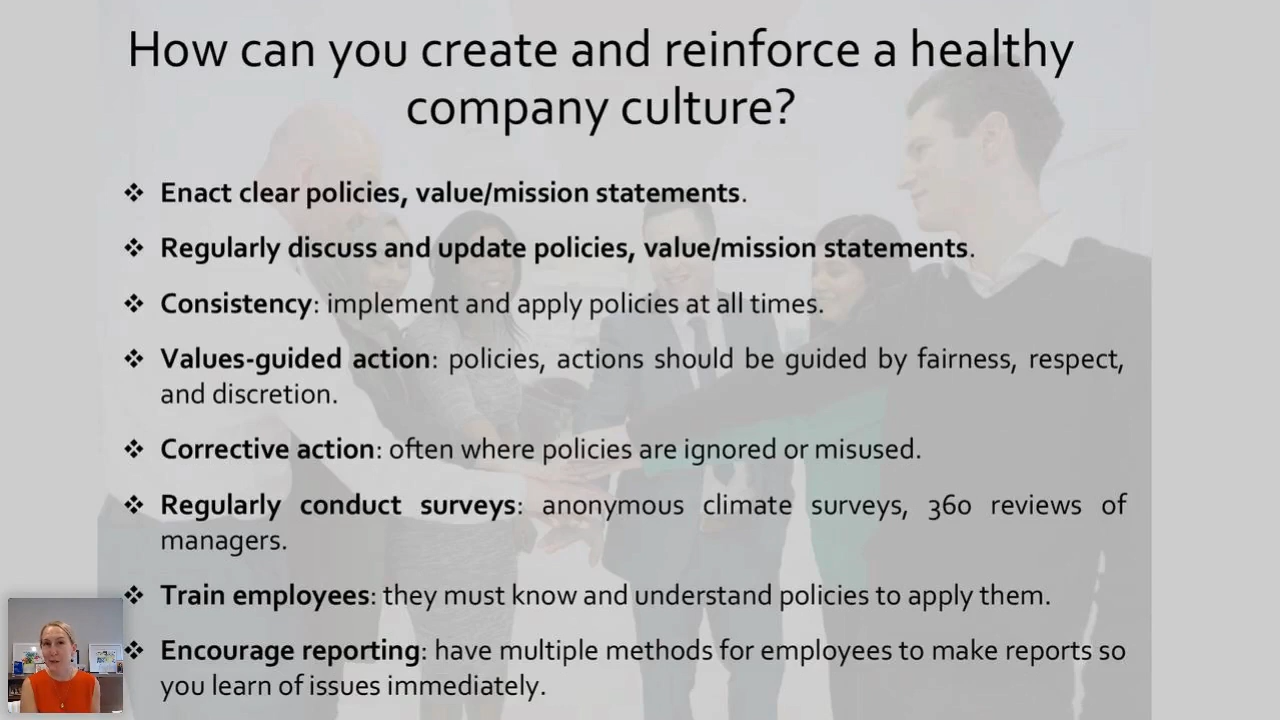 How can you create and reinforce a healthy
company culture?
❖ Enact clear policies, value/mission statements.
❖ Regularly discuss and update policies, value/mission statements.
❖ Consistency: implement and apply policies at all times.
❖ Values-guided action: policies, actions should be guided by fairness, respect,
and discretion.
❖ Corrective action: often where policies are ignored or misused.
❖ Regularly conduct surveys: anonymous climate surveys, 360 reviews of
managers.
❖ Train employees: they must know and understand policies to apply them.
❖ Encourage reporting: have multiple methods for employees to make reports so
you learn of issues immediately.